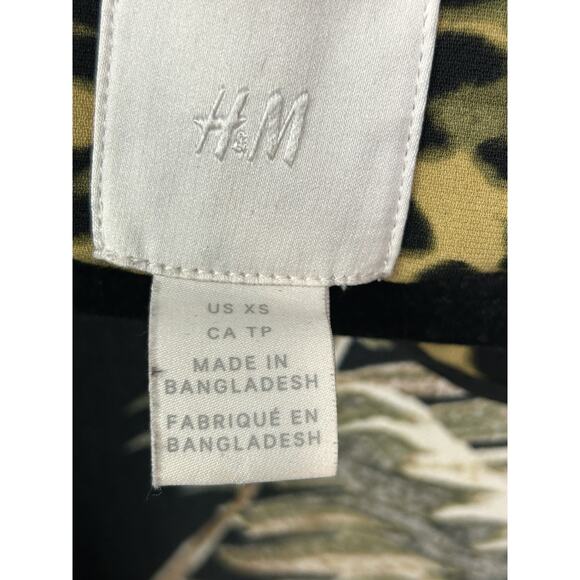 H&M
US XS
CA TP
MADE IN
BANGLADESH
FABRIQUÉ EN
BANGLADESH